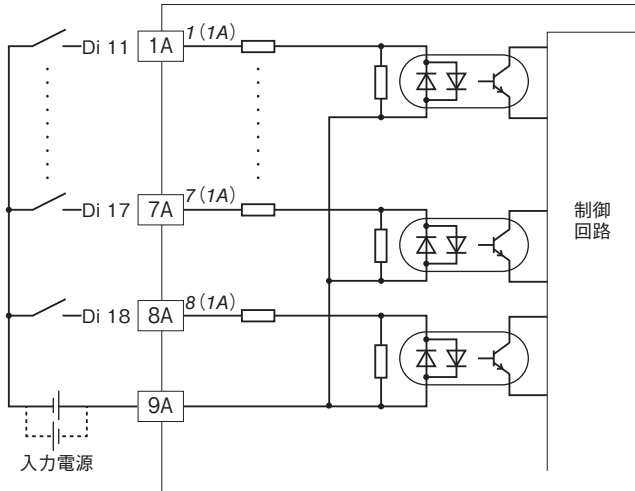 Di 11 1A 1 (1A)
Di 17 7A 7 (1A)
制御
回路
Di 18 8A 8 (1A)
9A
入力電源